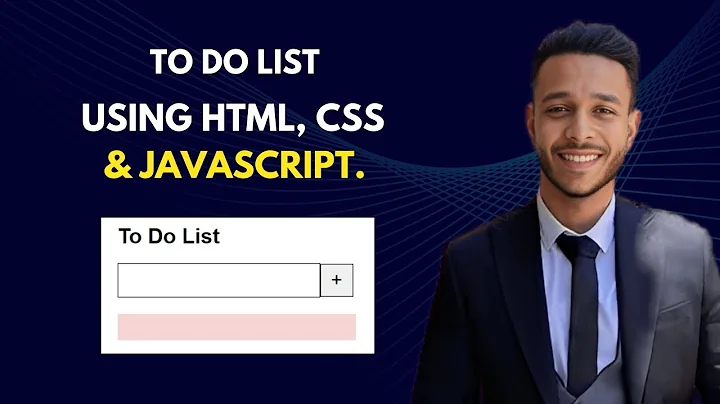 TO DO LIST
USING HTML, CSS
& JAVASCRIPT.
To Do List
+